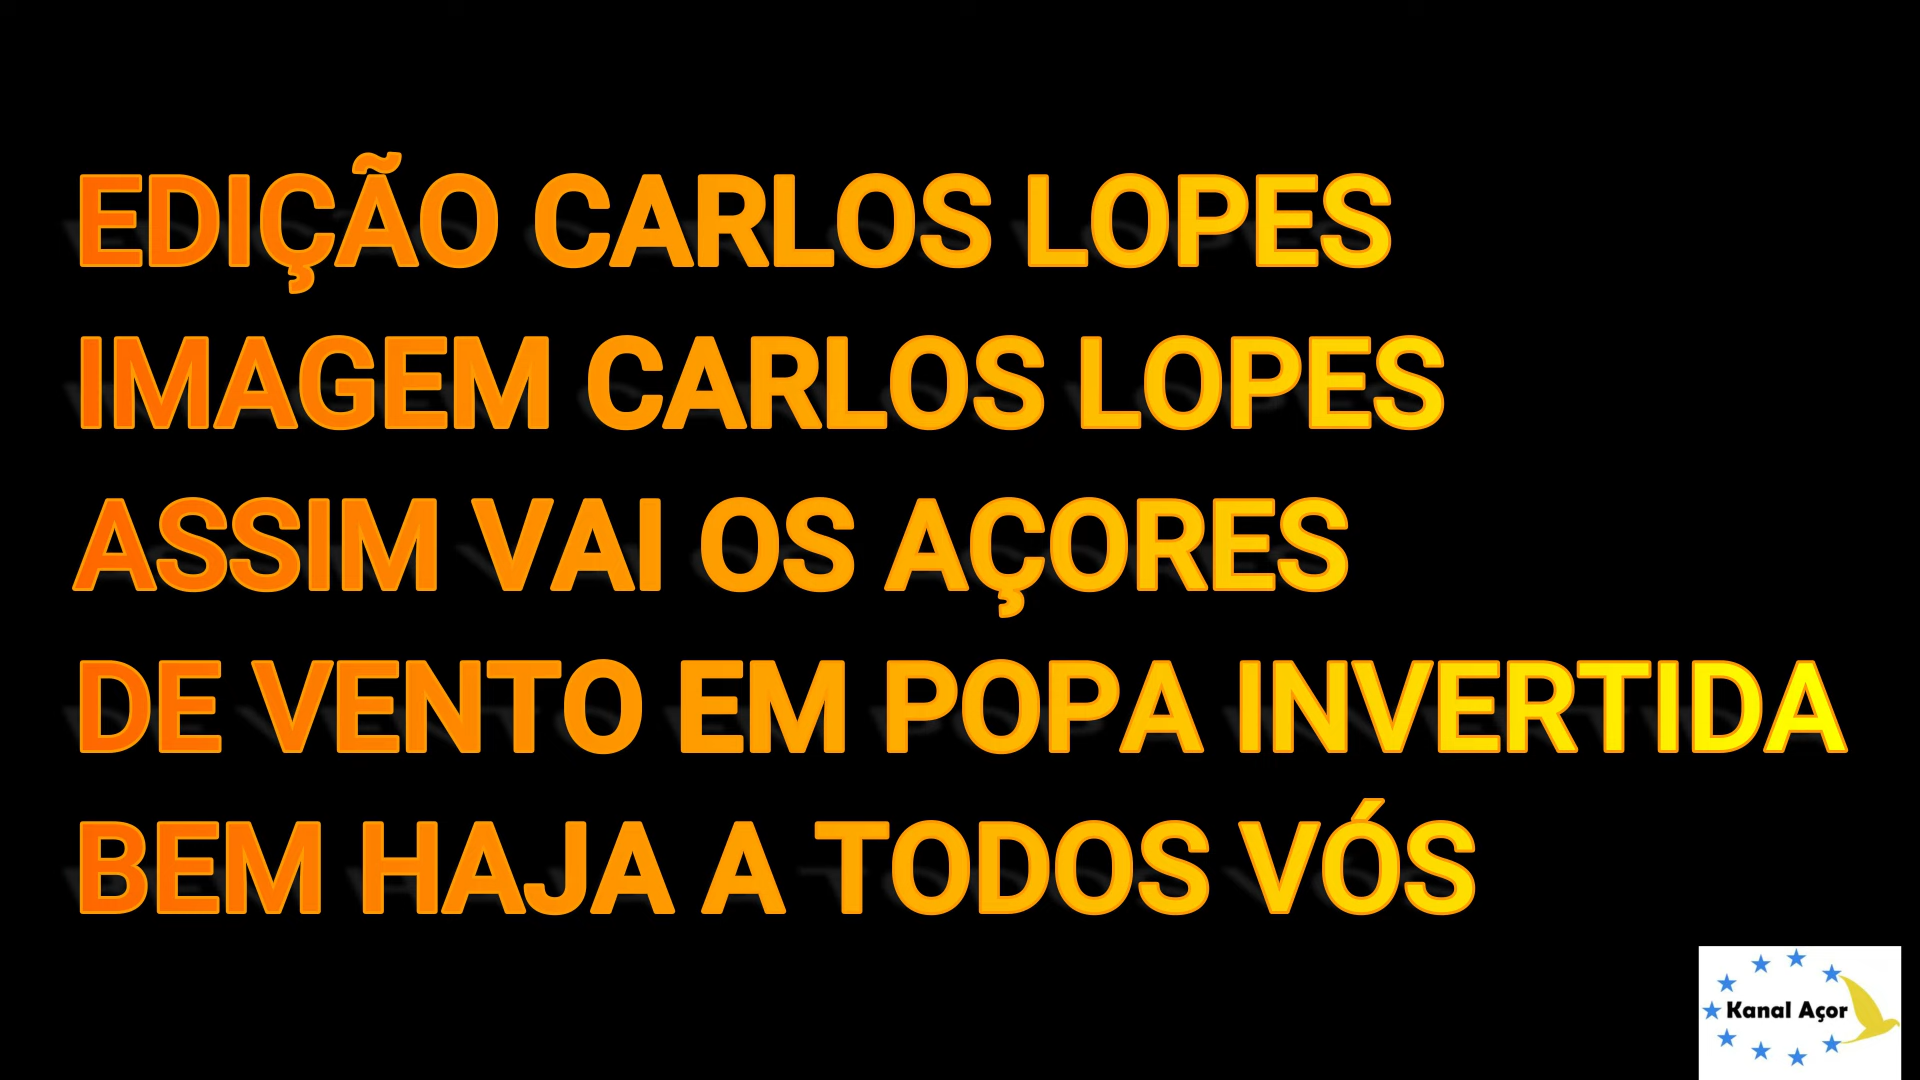 EDIÇÃO CARLOS LOPES
IMAGEM CARLOS LOPES
ASSIM VAI OS AÇORES
DE VENTO EM POPA INVERTIDA
BEM HAJA A TODOS VÓS
Kanal Açor